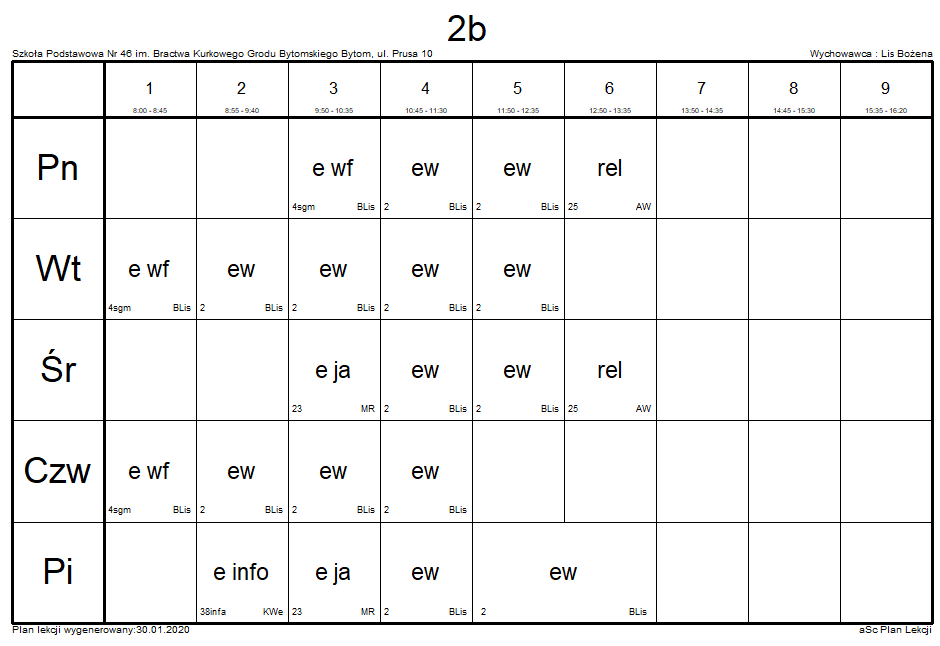 2b
Szkoła Podstawowa Nr 46 im. Bractwa Kurkowego Grodu Bytomskiego Bytom, ul. Prusa 10 Wychowawca : Lis Bożena
1 2 3 4 5 6 7 8 9
8:00 - 8:45 8:55 - 9:40 9:50 - 10:35 10:45 - 11:30 11:50 - 12:35 12:50 - 13:35 13:50 - 14:35 14:45 - 15:30 15:35 - 16:20
Pn e wf ew ew rel
4sgm BLis 2 BLis 2 BLis 25 AW
Wt e wf ew ew ew ew
4sgm BLis 2 BLis 2 BLis 2 BLis 2 BLis
Śr e ja ew ew rel
23 MR 2 BLis 2 BLis 25 AW
Czw e wf ew ew ew
4sgm BLis 2 BLis 2 BLis 2 BLis
Pi e info e ja ew ew
38infa KWe 23 MR 2 BLis 2 BLis
Plan lekcji wygenerowany:30.01.2020 aSc Plan Lekcji